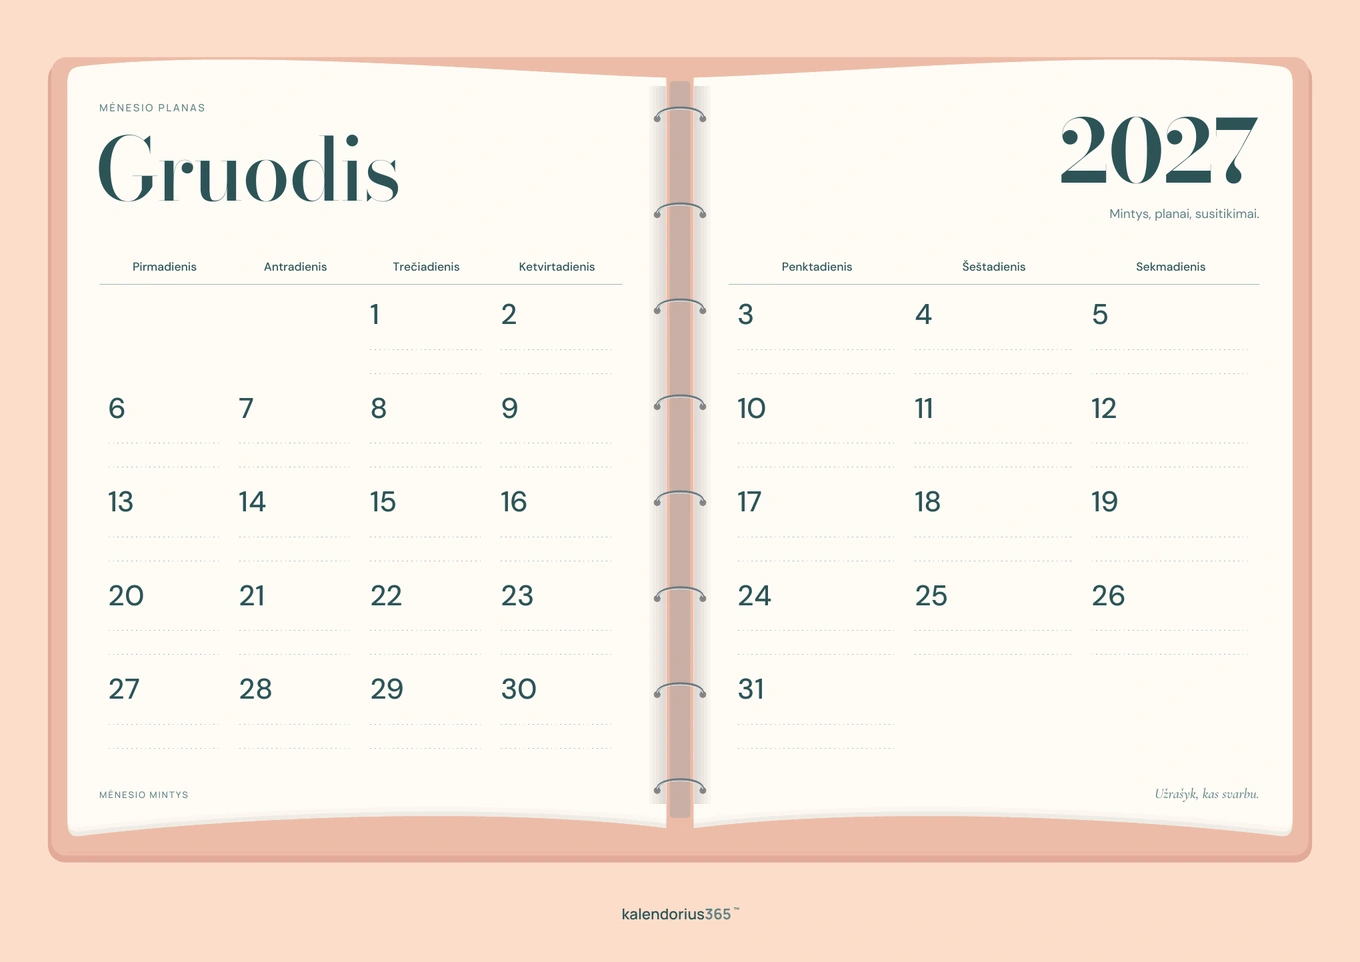 MĖNESIO PLANAS
Gruodis
2027
Mintys, planai, susitikimai.
Pirmadienis Antradienis Trečiadienis Ketvirtadienis Penktadienis Šeštadienis Sekmadienis
1 2 3 4 5
6 7 8 9 10 11 12
13 14 15 16 17 18 19
20 21 22 23 24 25 26
27 28 29 30 31
MĖNESIO MINTYS
Užrašyk, kas svarbu.
kalendorius365™